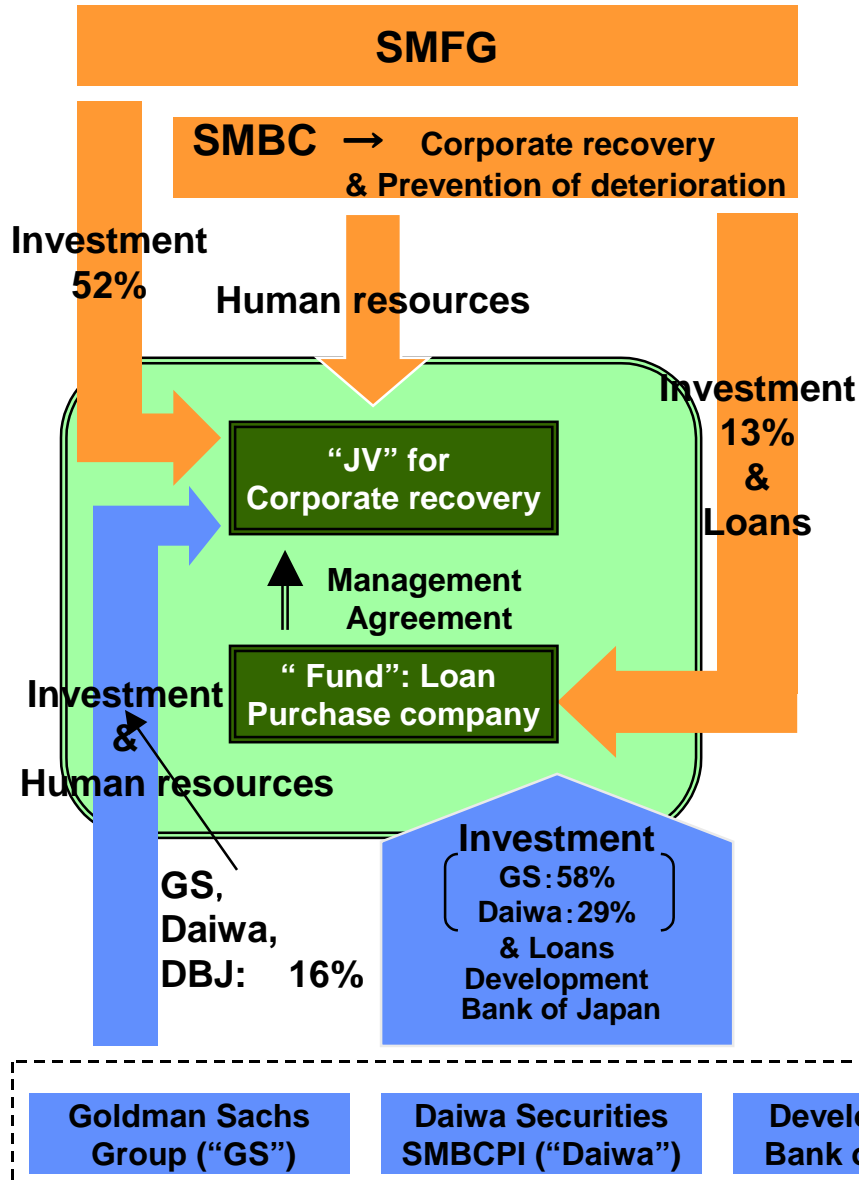 SMFG
SMBC → Corporate recovery
& Prevention of deterioration
Investment
52%
Human resources
Investment
13%
&
Loans
“JV” for
Corporate recovery
Management
Agreement
“ Fund”: Loan
Purchase company
Investment
&
Human resources
GS,
Daiwa,
DBJ: 16%
Investment
GS:58%
Daiwa:29%
& Loans
Development
Bank of Japan
Goldman Sachs
Group (“GS”)
Daiwa Securities
SMBCPI (“Daiwa”)
Bank